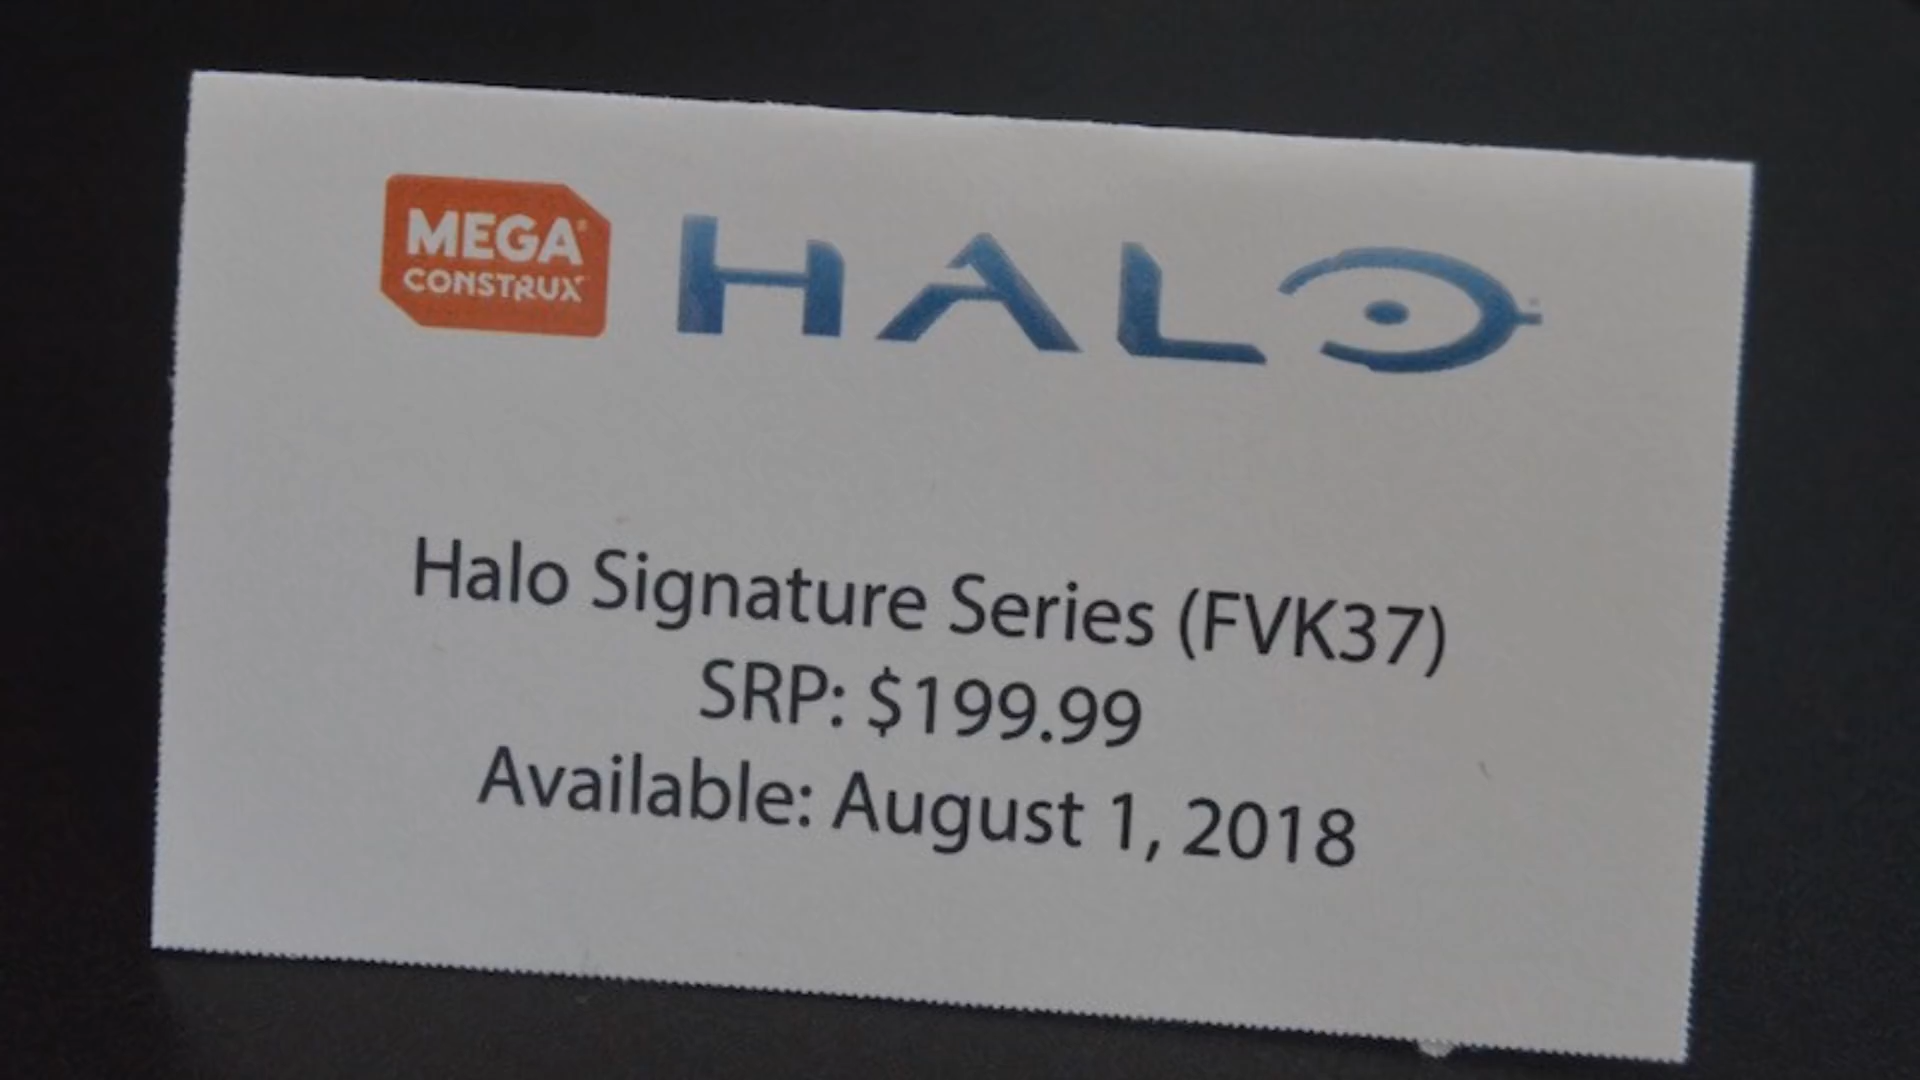 MEGA
CONSTRUX
HALO
Halo Signature Series (FVK37)
SRP: $199.99
Available: August 1, 2018